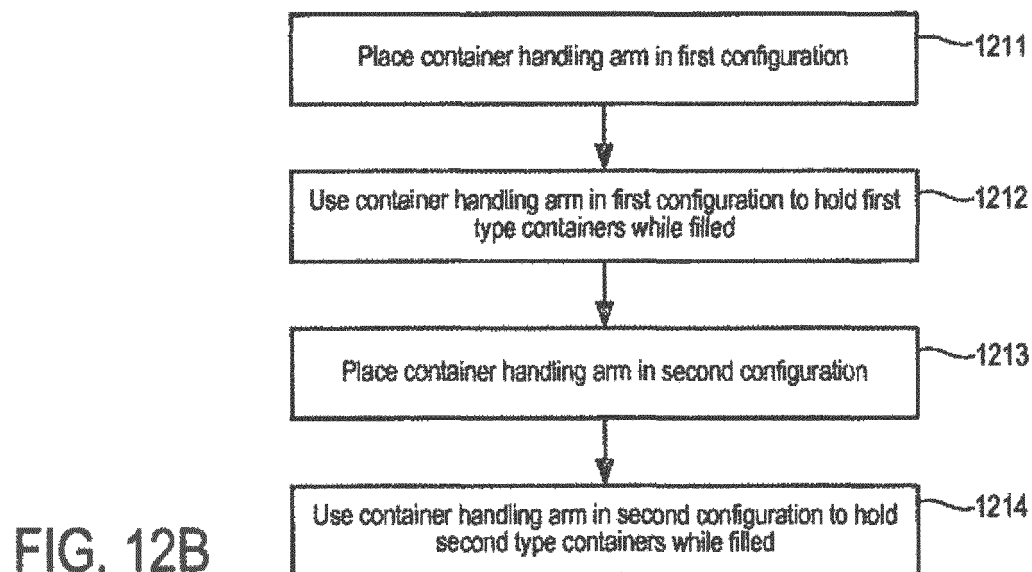 Place container handling arm in first configuration
1211
Use container handling arm in first configuration to hold first
type containers while filled
1212
Place container handling arm in second configuration
1213
Use container handling arm in second configuration to hold
second type containers while filled
1214
FIG. 12B